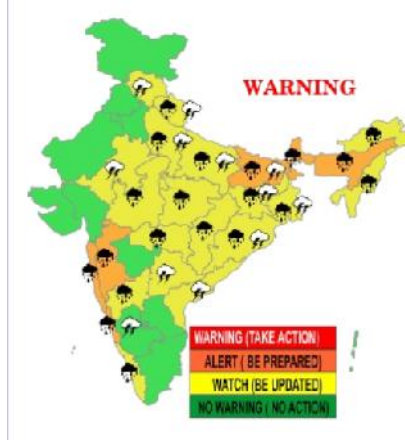 WARNING
WARNING (TAKE ACTION)
ALERT ( BE PREPARED)
WATCH (BE UPDATED)
NO WARNING ( NO ACTION)